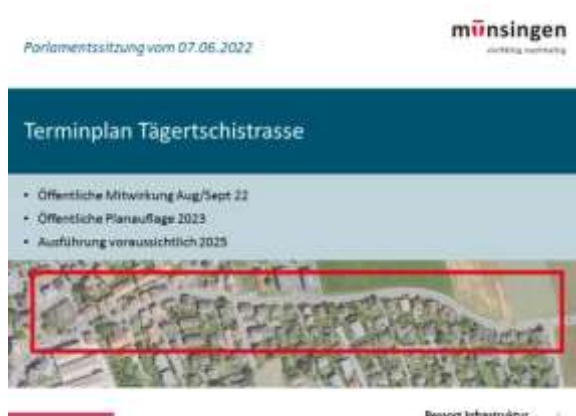 münsingen
Parlamentssitzung vom 07.06.2022
Terminplan Tägertschistrasse
• Öffentliche Mitwirkung Aug/Sept 22
• Öffentliche Planauflage 2023
• Ausführung voraussichtlich 2025
Ressort Infrastruktur